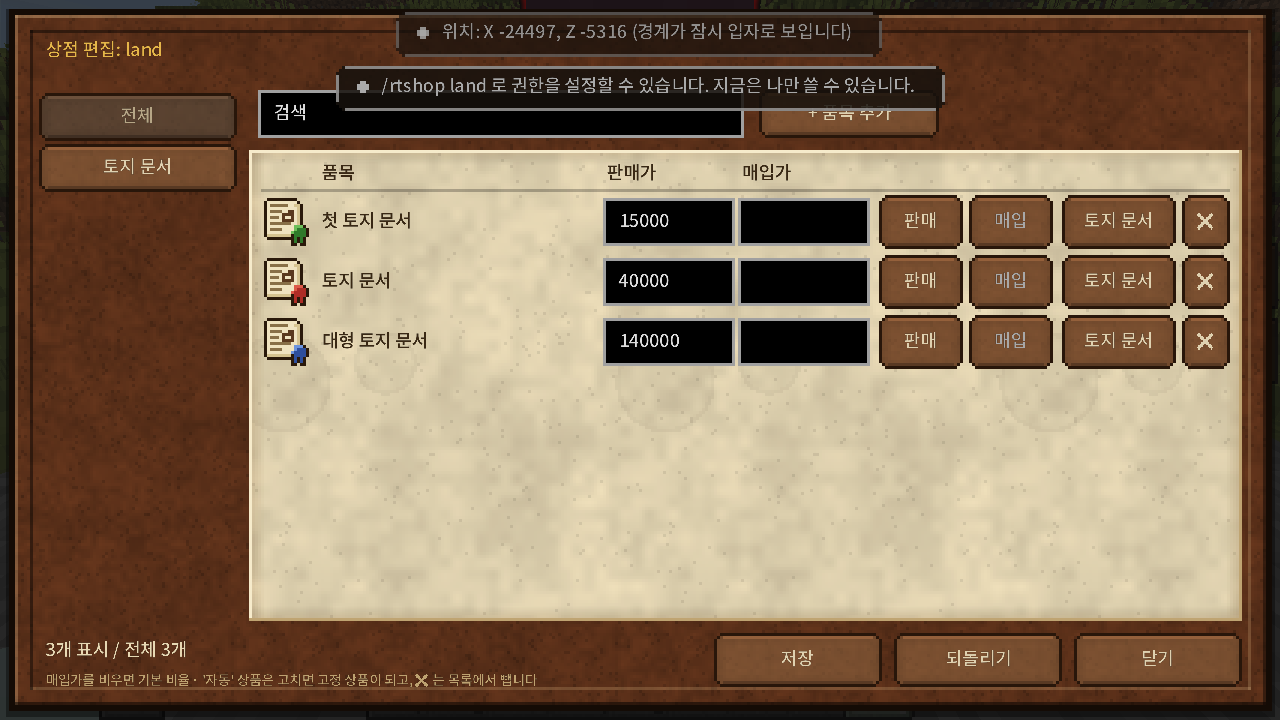 위치: X -24497, Z -5316 (경계가 잠시 입자로 보입니다)
상점 편집: land
/rtshop land 로 권한을 설정할 수 있습니다. 지금은 나만 쓸 수 있습니다.
전체
검색
+ 품목 추가
토지 문서
품목 판매가 매입가
첫 토지 문서 15000 판매 매입 토지 문서
토지 문서 40000 판매 매입 토지 문서
대형 토지 문서 140000 판매 매입 토지 문서
3개 표시 / 전체 3개
저장 되돌리기 닫기
매입가를 비우면 기본 비율 · '자동' 상품은 고치면 고정 상품이 되고, ✕ 는 목록에서 뺍니다